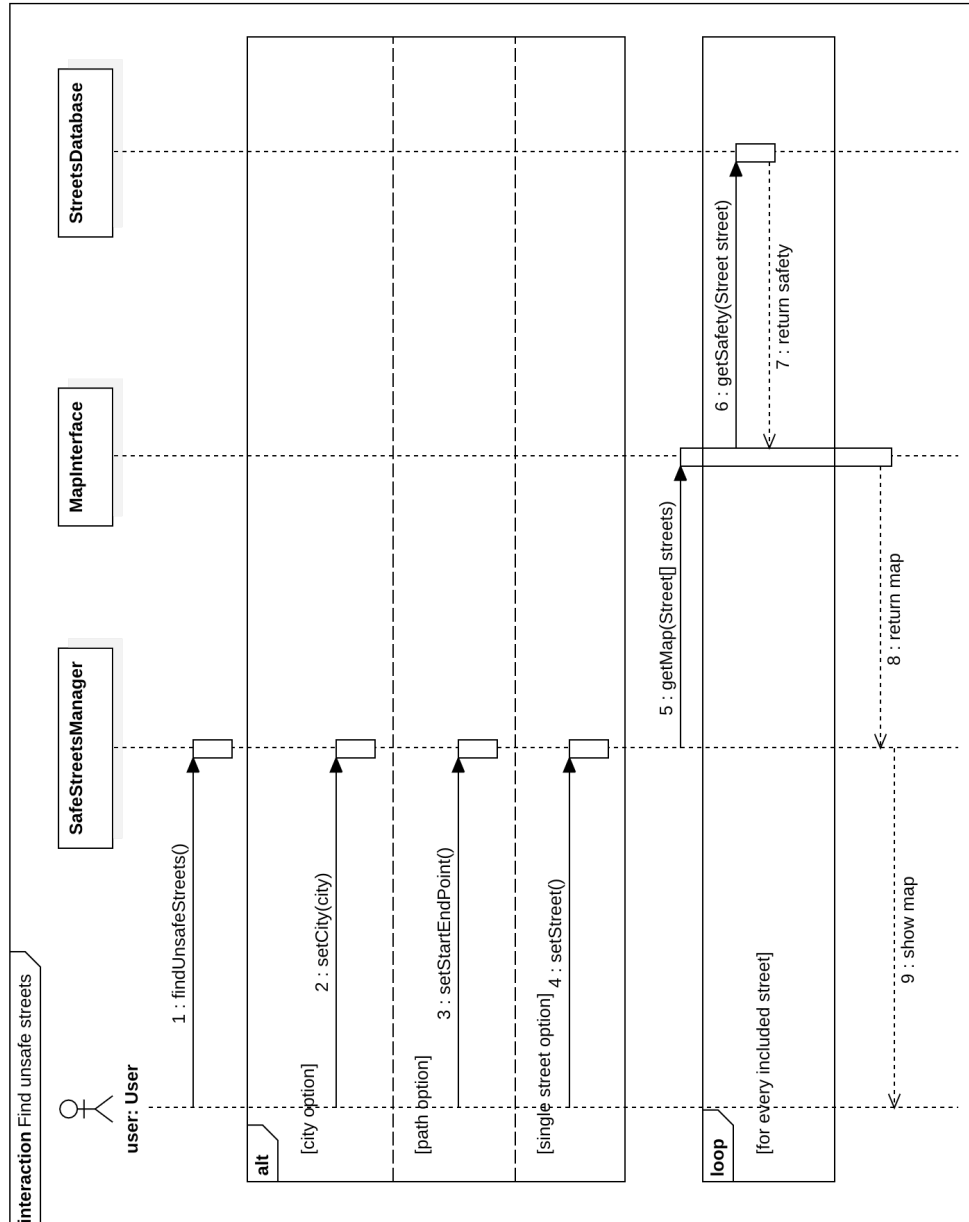 interaction Find unsafe streets
user: User
SafeStreetsManager
MapInterface
StreetsDatabase
1 : findUnsafeStreets()
alt
[city option]
2 : setCity(city)
[path option]
3 : setStartEndPoint()
[single street option]
4 : setStreet()
5 : getMap(Street[] streets)
loop
[for every included street]
6 : getSafety(Street street)
7 : return safety
8 : return map
9 : show map